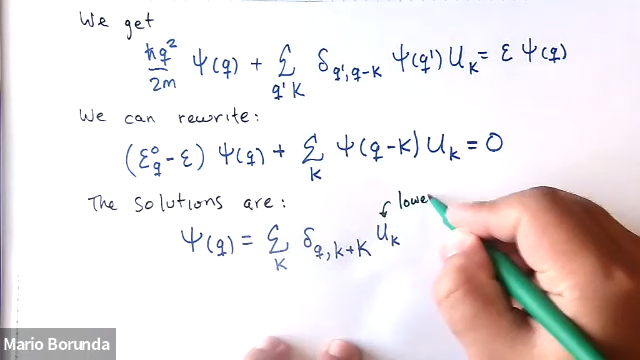 We get
ħq²/2m ψ(q) + Σ_{q'K} δ_{q',q-K} ψ(q') U_K = ε ψ(q)
We can rewrite:
(ε⁰_q - ε) ψ(q) + Σ_K ψ(q-K) U_K = 0
The solutions are:
lowe
ψ(q) = Σ_K δ_{q,k+K} u_K
Mario Borunda